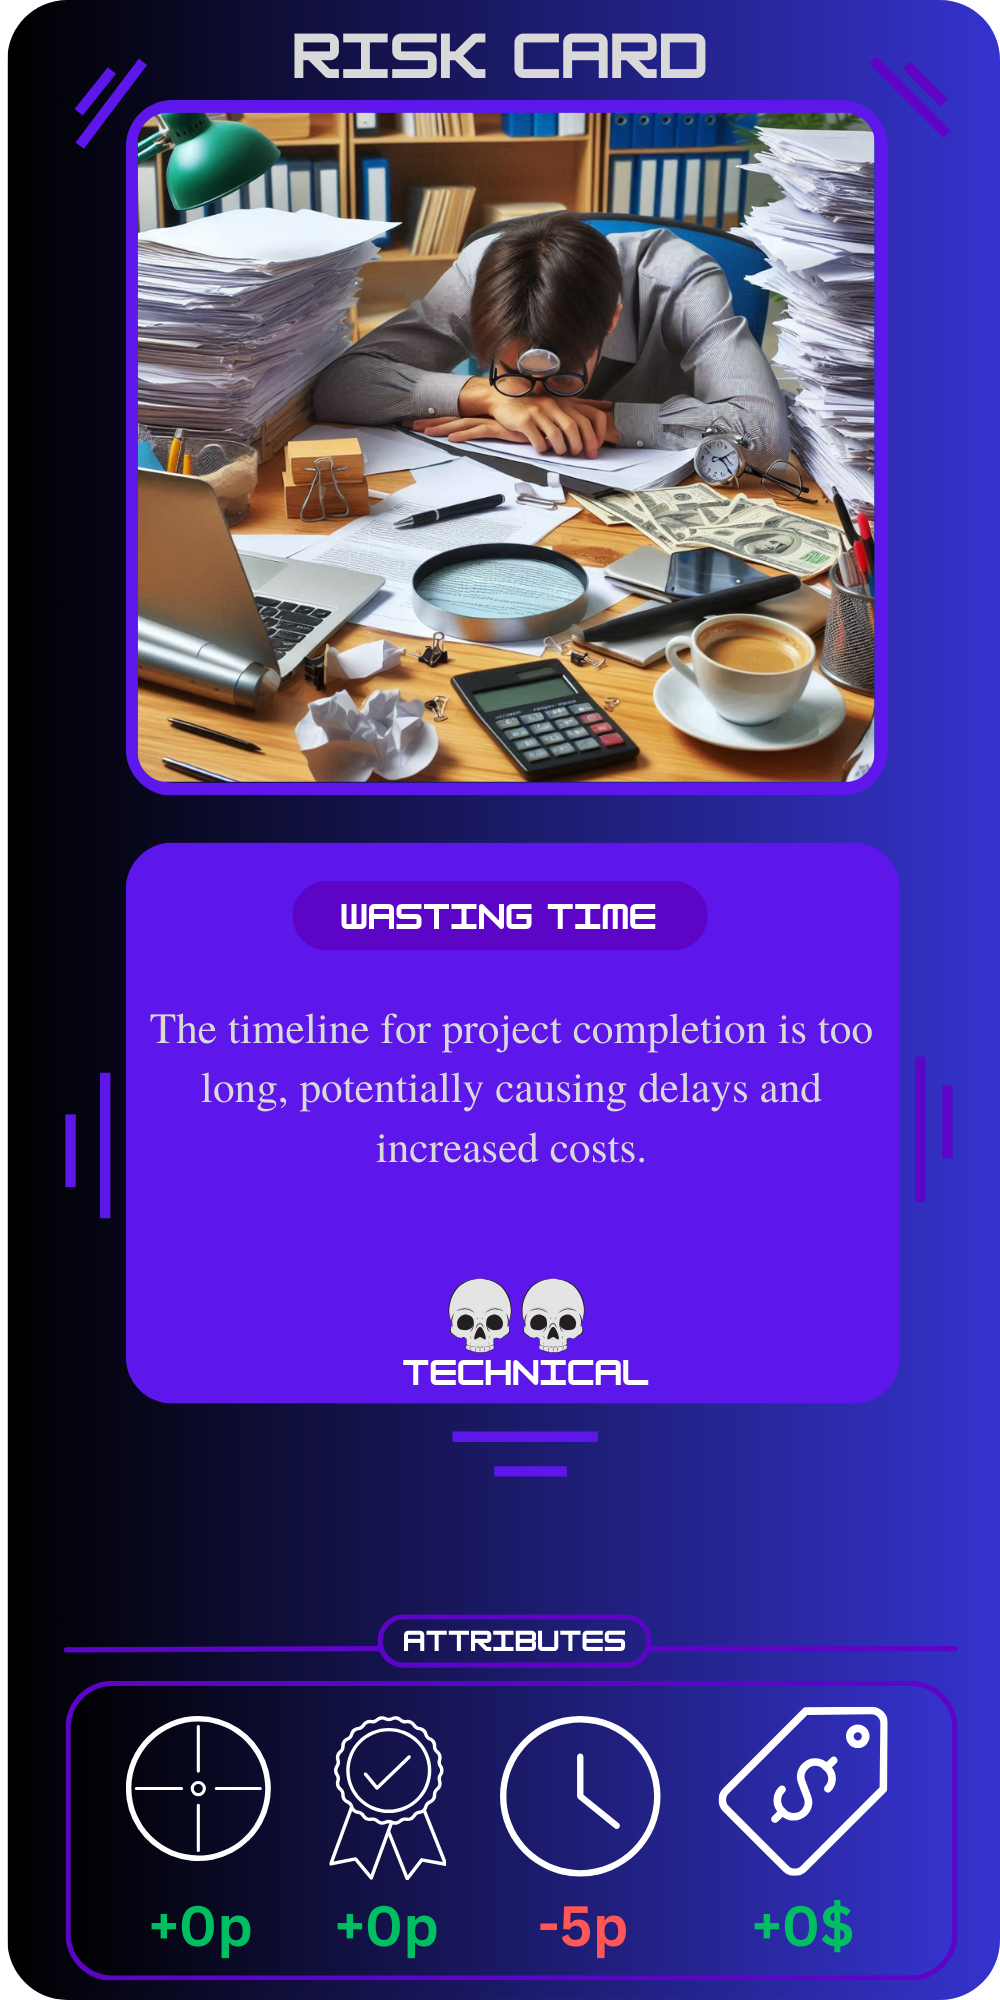 RISK CARD
WASTING TIME
The timeline for project completion is too
long, potentially causing delays and
increased costs.
TECHNICAL
ATTRIBUTES
+0p +0p -5p +0$